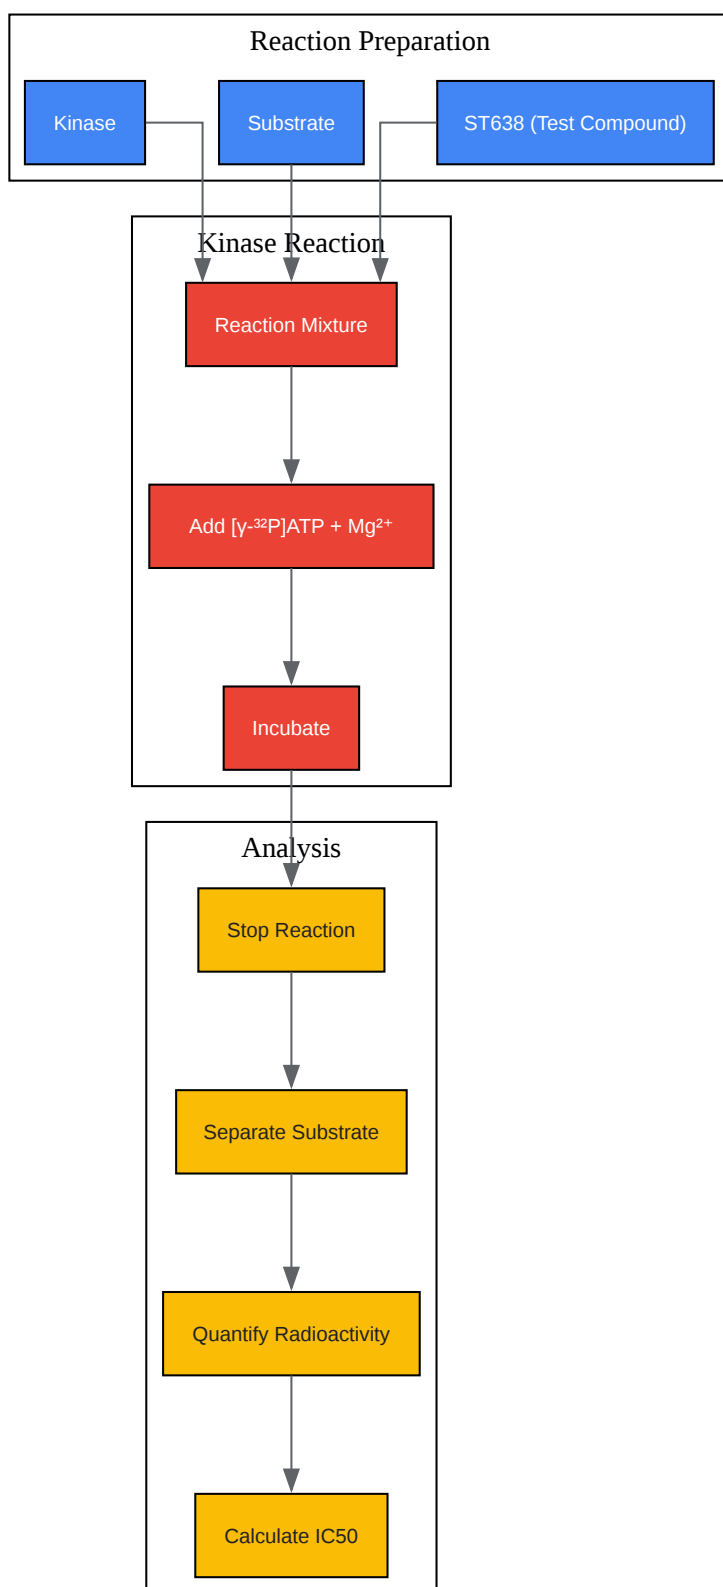 Reaction Preparation
Kinase
Substrate
ST638 (Test Compound)
Kinase Reaction
Reaction Mixture
Add [γ-³²P]ATP + Mg²⁺
Incubate
Analysis
Stop Reaction
Separate Substrate
Quantify Radioactivity
Calculate IC50